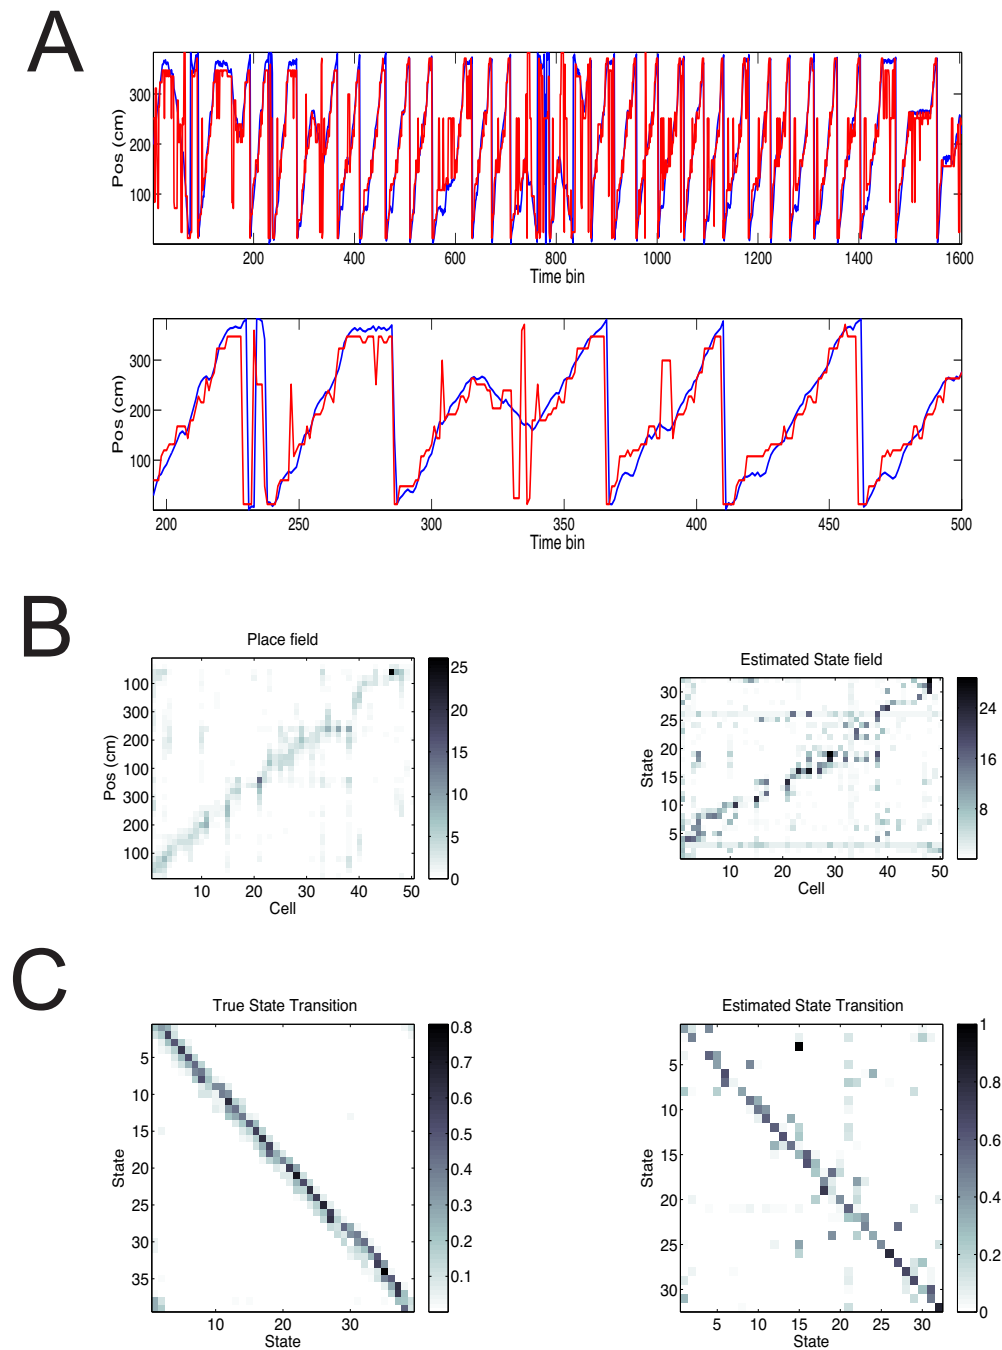 A
Pos (cm)
300
200
100
200 400 600 800 1000 1200 1400 1600
Time bin
Pos (cm)
300
200
100
200 250 300 350 400 450 500
Time bin
B
Place field
Pos (cm)
100
300
200
100
300
200
100
10 20 30 40 50
Cell
25
20
15
10
5
0
Estimated State field
State
30
25
20
15
10
5
10 20 30 40 50
Cell
24
16
8
C
True State Transition
State
5
10
15
20
25
30
35
10 20 30
State
0.8
0.7
0.6
0.5
0.4
0.3
0.2
0.1
Estimated State Transition
State
5
10
15
20
25
30
5 10 15 20 25 30
State
1
0.8
0.6
0.4
0.2
0